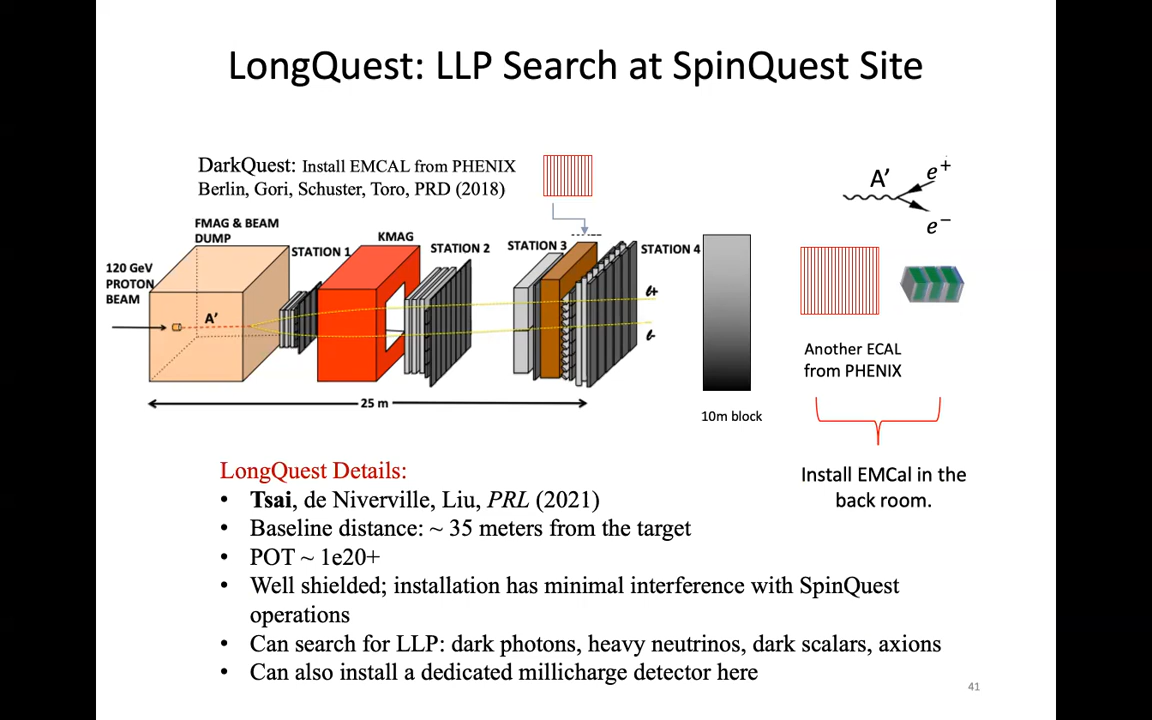 LongQuest: LLP Search at SpinQuest Site
DarkQuest: Install EMCAL from PHENIX
Berlin, Gori, Schuster, Toro, PRD (2018)
A'
e+
e−
FMAG & BEAM
DUMP
STATION 1
KMAG
STATION 2
STATION 3
STATION 4
120 GeV
PROTON
BEAM
A'
ℓ+
ℓ-
25 m
10m block
Another ECAL
from PHENIX
Install EMCal in the
back room.
LongQuest Details:
• Tsai, de Niverville, Liu, PRL (2021)
• Baseline distance: ~ 35 meters from the target
• POT ~ 1e20+
• Well shielded; installation has minimal interference with SpinQuest
operations
• Can search for LLP: dark photons, heavy neutrinos, dark scalars, axions
• Can also install a dedicated millicharge detector here
41